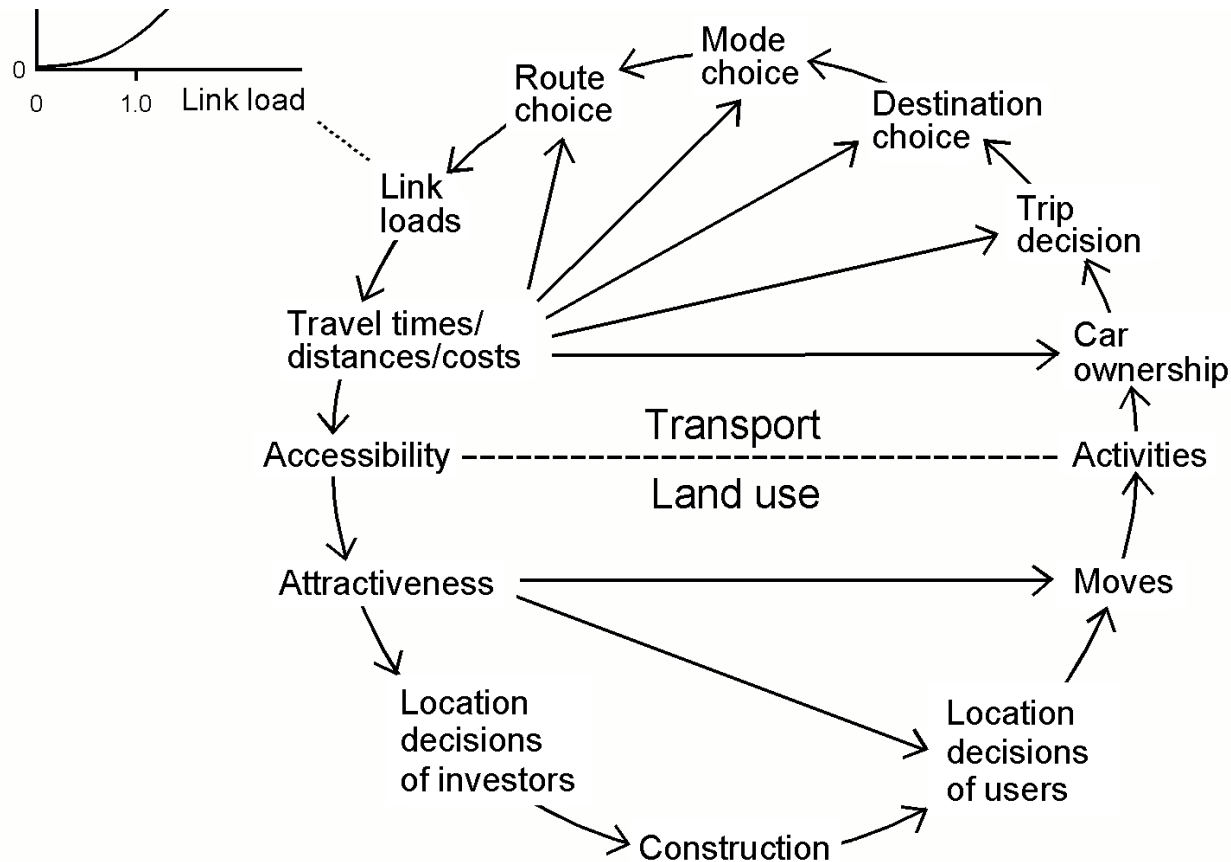 0
0
1.0
Link load
Mode
choice
Route
choice
Destination
choice
Link
loads
Trip
decision
Travel times/
distances/costs
Car
ownership
Transport
Accessibility
Activities
Land use
Attractiveness
Moves
Location
decisions
of investors
Location
decisions
of users
Construction